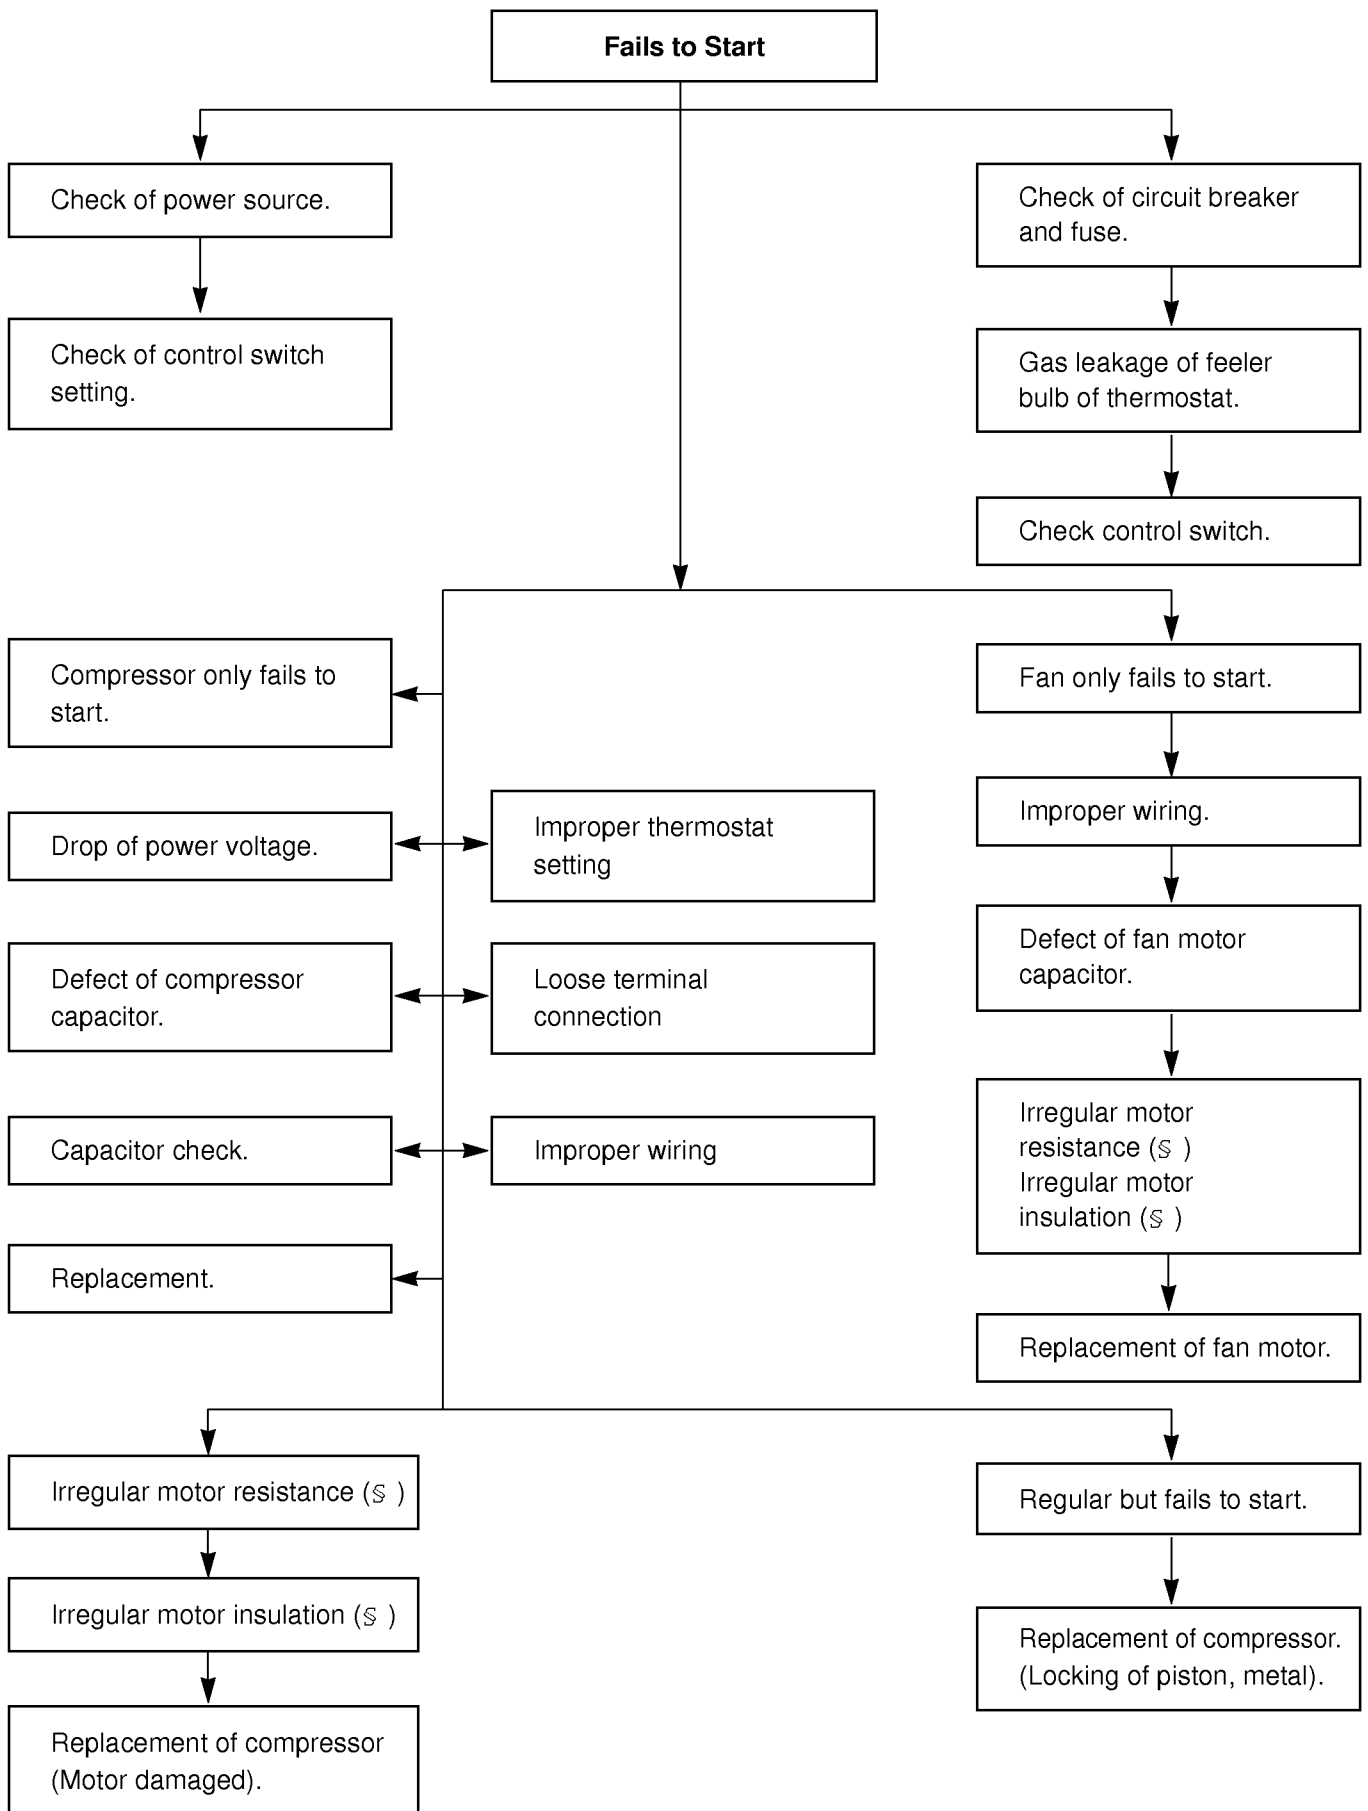 Fails to Start
Check of power source.
Check of control switch
setting.
Check of circuit breaker
and fuse.
Gas leakage of feeler
bulb of thermostat.
Check control switch.
Compressor only fails to
start.
Drop of power voltage.
Improper thermostat
setting
Defect of compressor
capacitor.
Loose terminal
connection
Capacitor check.
Improper wiring
Replacement.
Fan only fails to start.
Improper wiring.
Defect of fan motor
capacitor.
Irregular motor
resistance (§ )
Irregular motor
insulation (§ )
Replacement of fan motor.
Irregular motor resistance (§ )
Irregular motor insulation (§ )
Replacement of compressor
(Motor damaged).
Regular but fails to start.
Replacement of compressor.
(Locking of piston, metal).